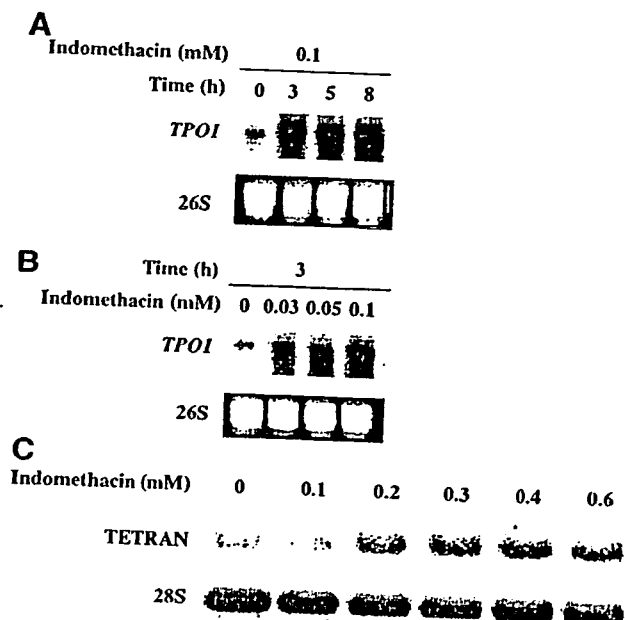 A
Indomethacin (mM) 0.1
Time (h) 0 3 5 8
TPO1
26S
B
Time (h) 3
Indomethacin (mM) 0 0.03 0.05 0.1
TPO1
26S
C
Indomethacin (mM) 0 0.1 0.2 0.3 0.4 0.6
TETRAN
28S